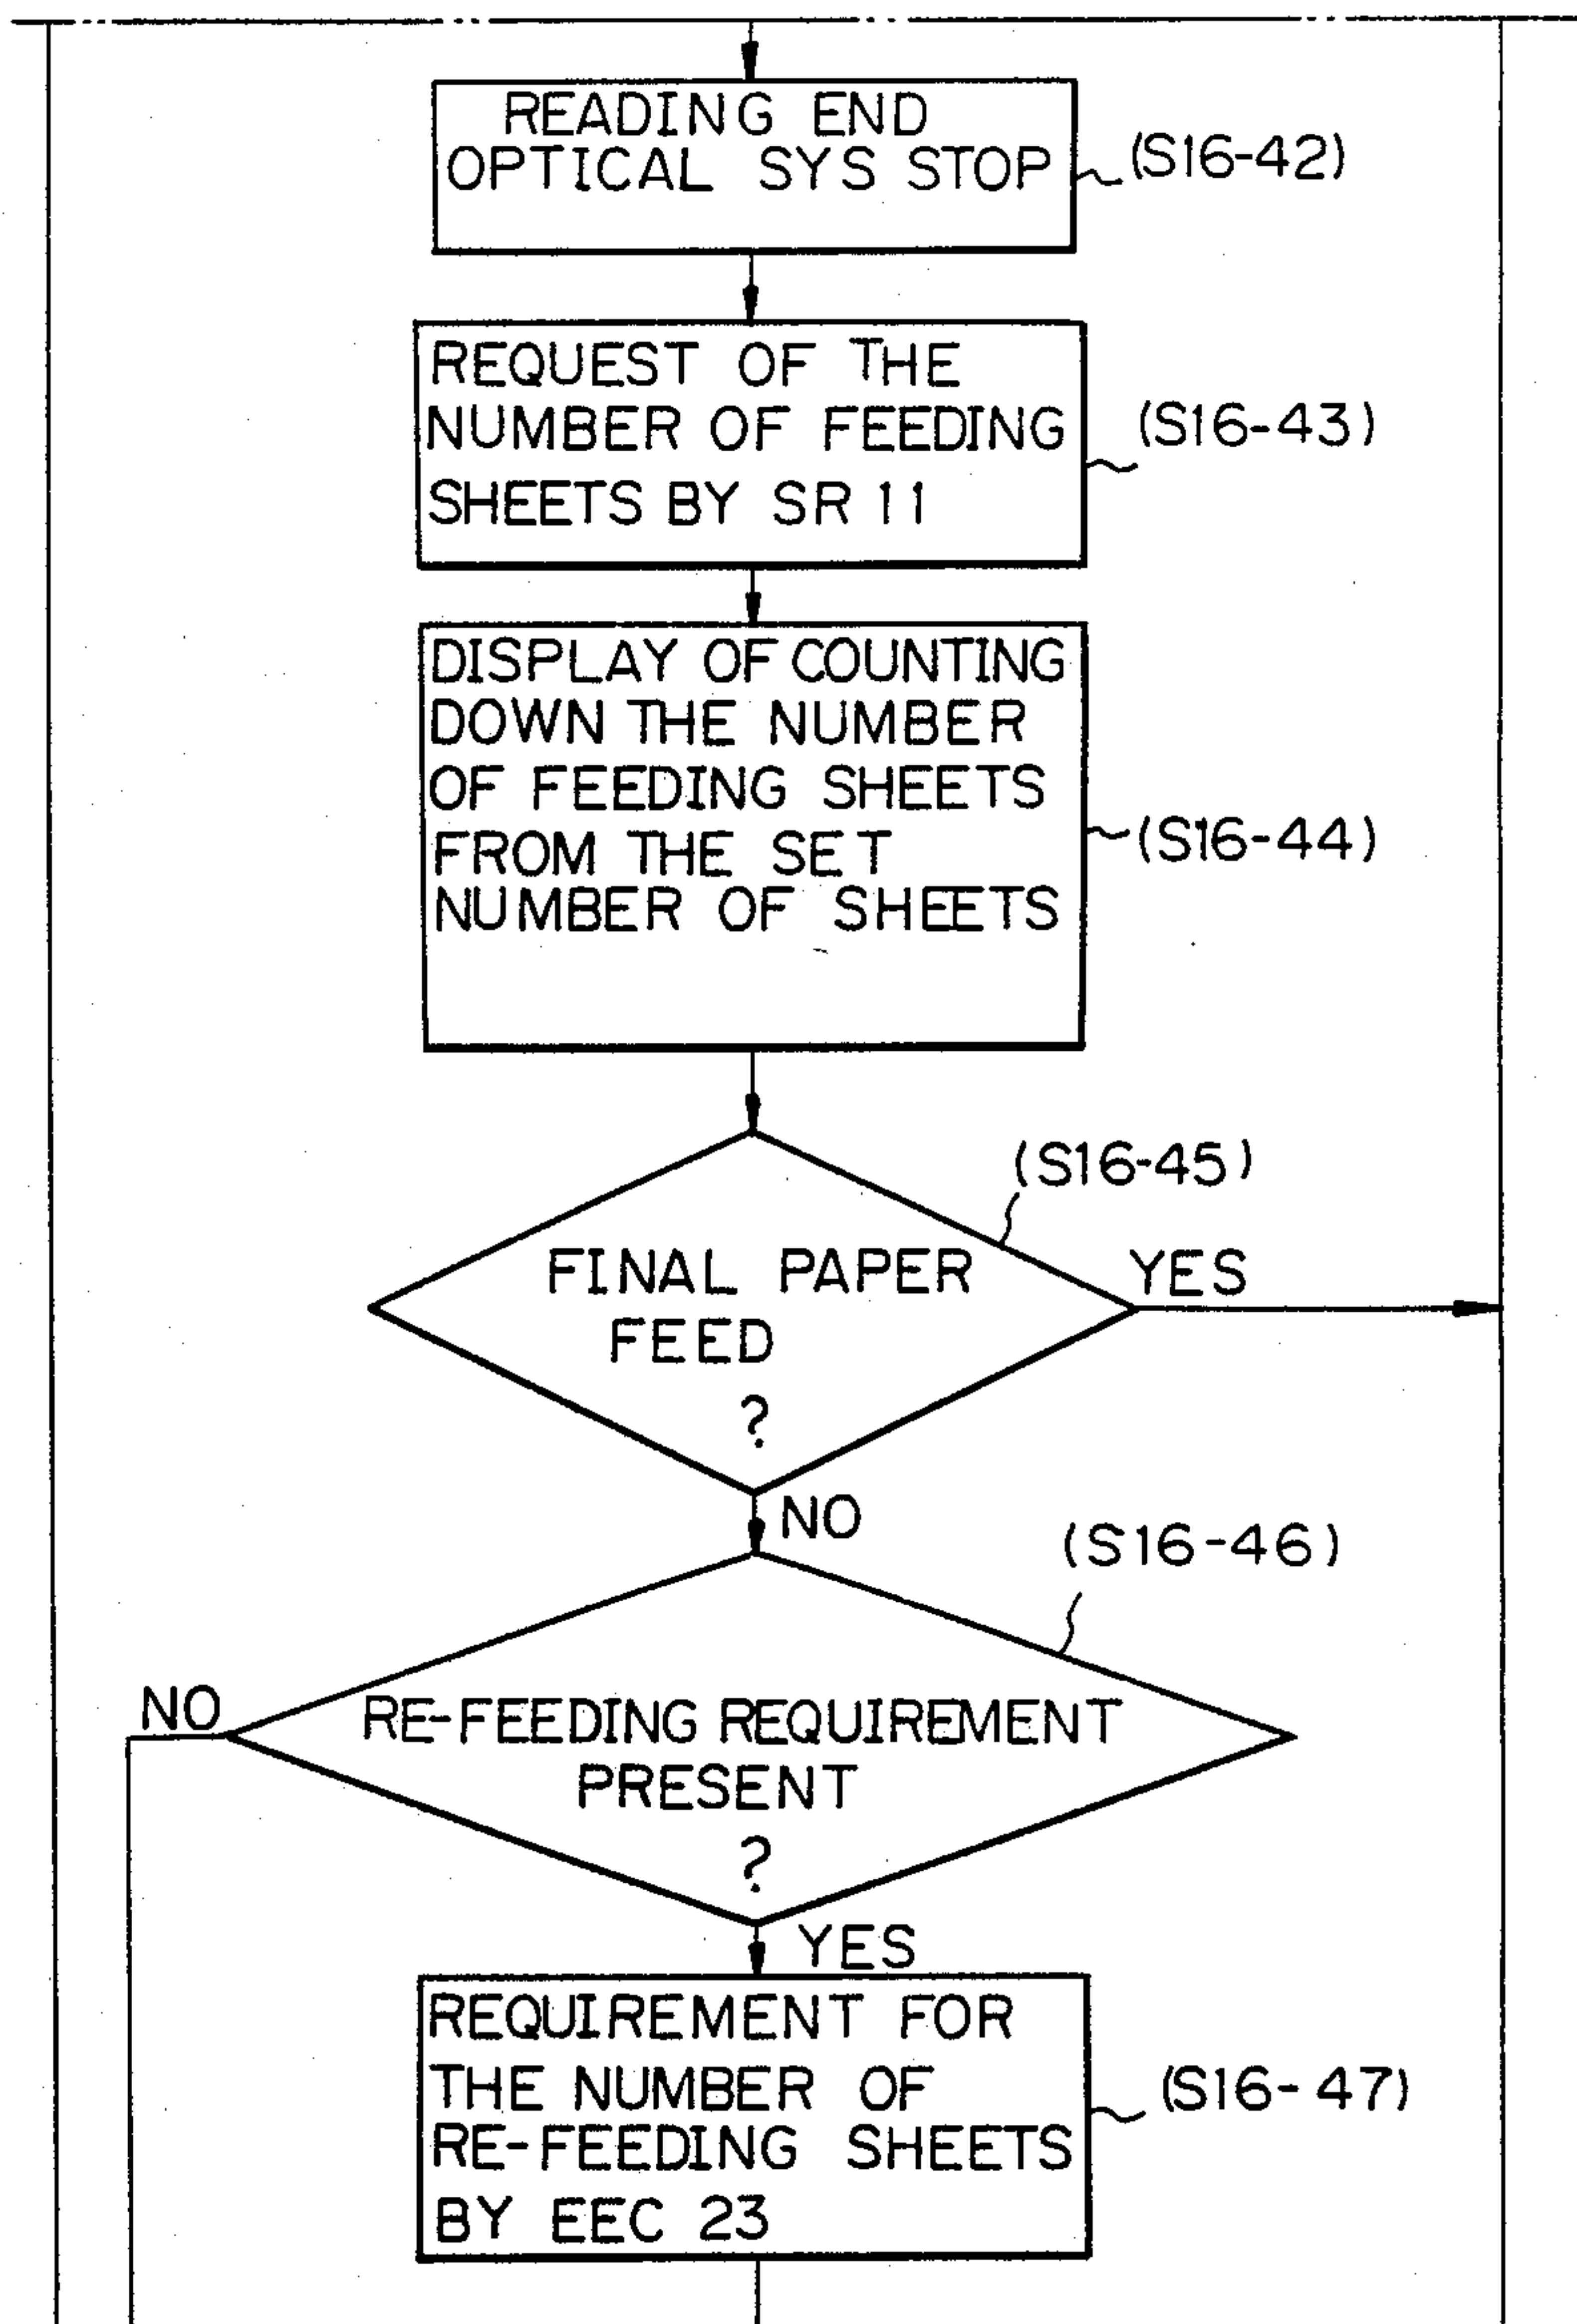 READING END
OPTICAL SYS STOP
(S16-42)
REQUEST OF THE
NUMBER OF FEEDING
SHEETS BY SR 11
(S16-43)
DISPLAY OF COUNTING
DOWN THE NUMBER
OF FEEDING SHEETS
FROM THE SET
NUMBER OF SHEETS
(S16-44)
(S16-45)
FINAL PAPER
FEED
?
YES
NO
(S16-46)
NO
RE-FEEDING REQUIREMENT
PRESENT
?
YES
REQUIREMENT FOR
THE NUMBER OF
RE-FEEDING SHEETS
BY EEC 23
(S16-47)